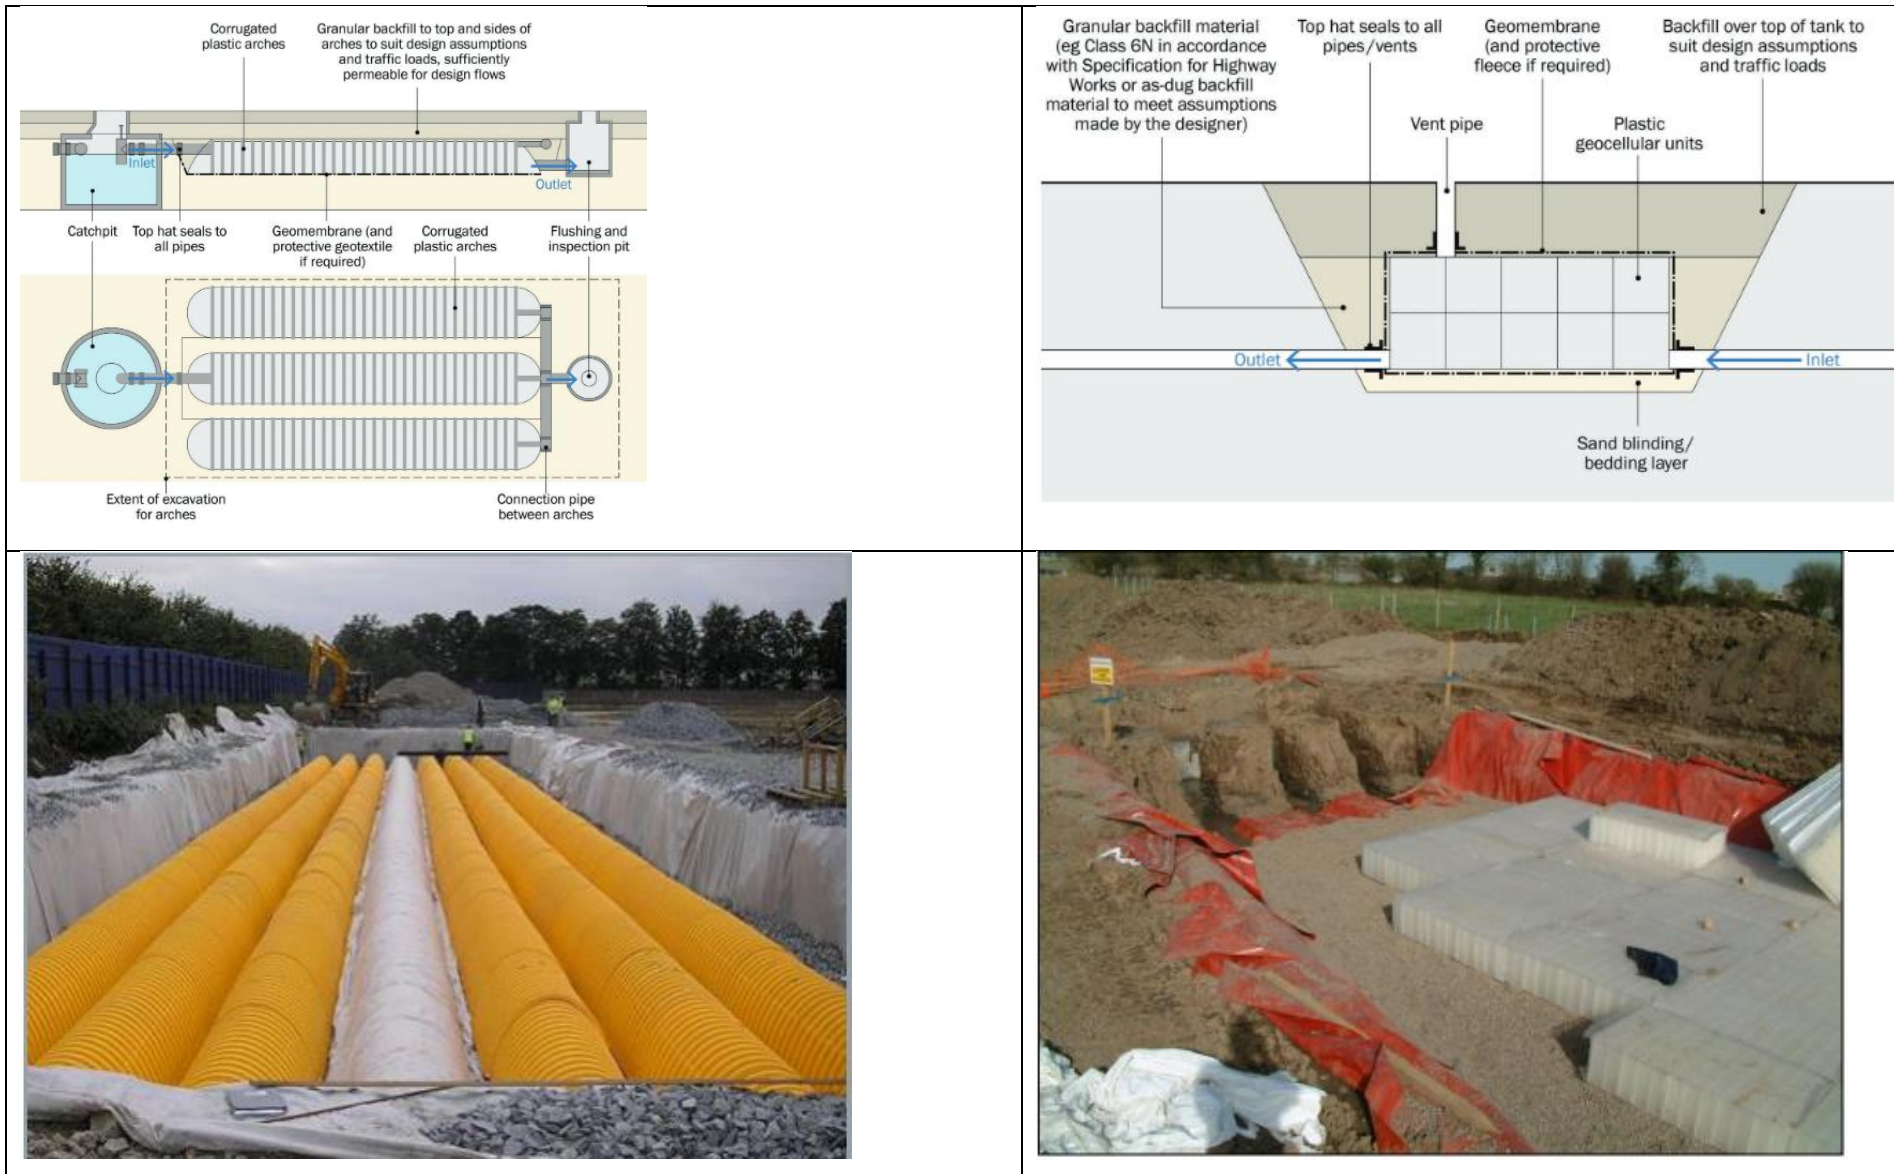 Corrugated
plastic arches
Granular backfill to top and sides of
arches to suit design assumptions
and traffic loads, sufficiently
permeable for design flows
Inlet
Outlet
Catchpit
Top hat seals to
all pipes
Geomembrane (and
protective geotextile
if required)
Corrugated
plastic arches
Flushing and
inspection pit
Extent of excavation
for arches
Connection pipe
between arches
Granular backfill material
(eg Class 6N in accordance
with Specification for Highway
Works or as-dug backfill
material to meet assumptions
made by the designer)
Top hat seals to all
pipes/vents
Geomembrane
(and protective
fleece if required)
Backfill over top of tank to
suit design assumptions
and traffic loads
Vent pipe
Plastic
geocellular units
Outlet
Inlet
Sand blinding/
bedding layer